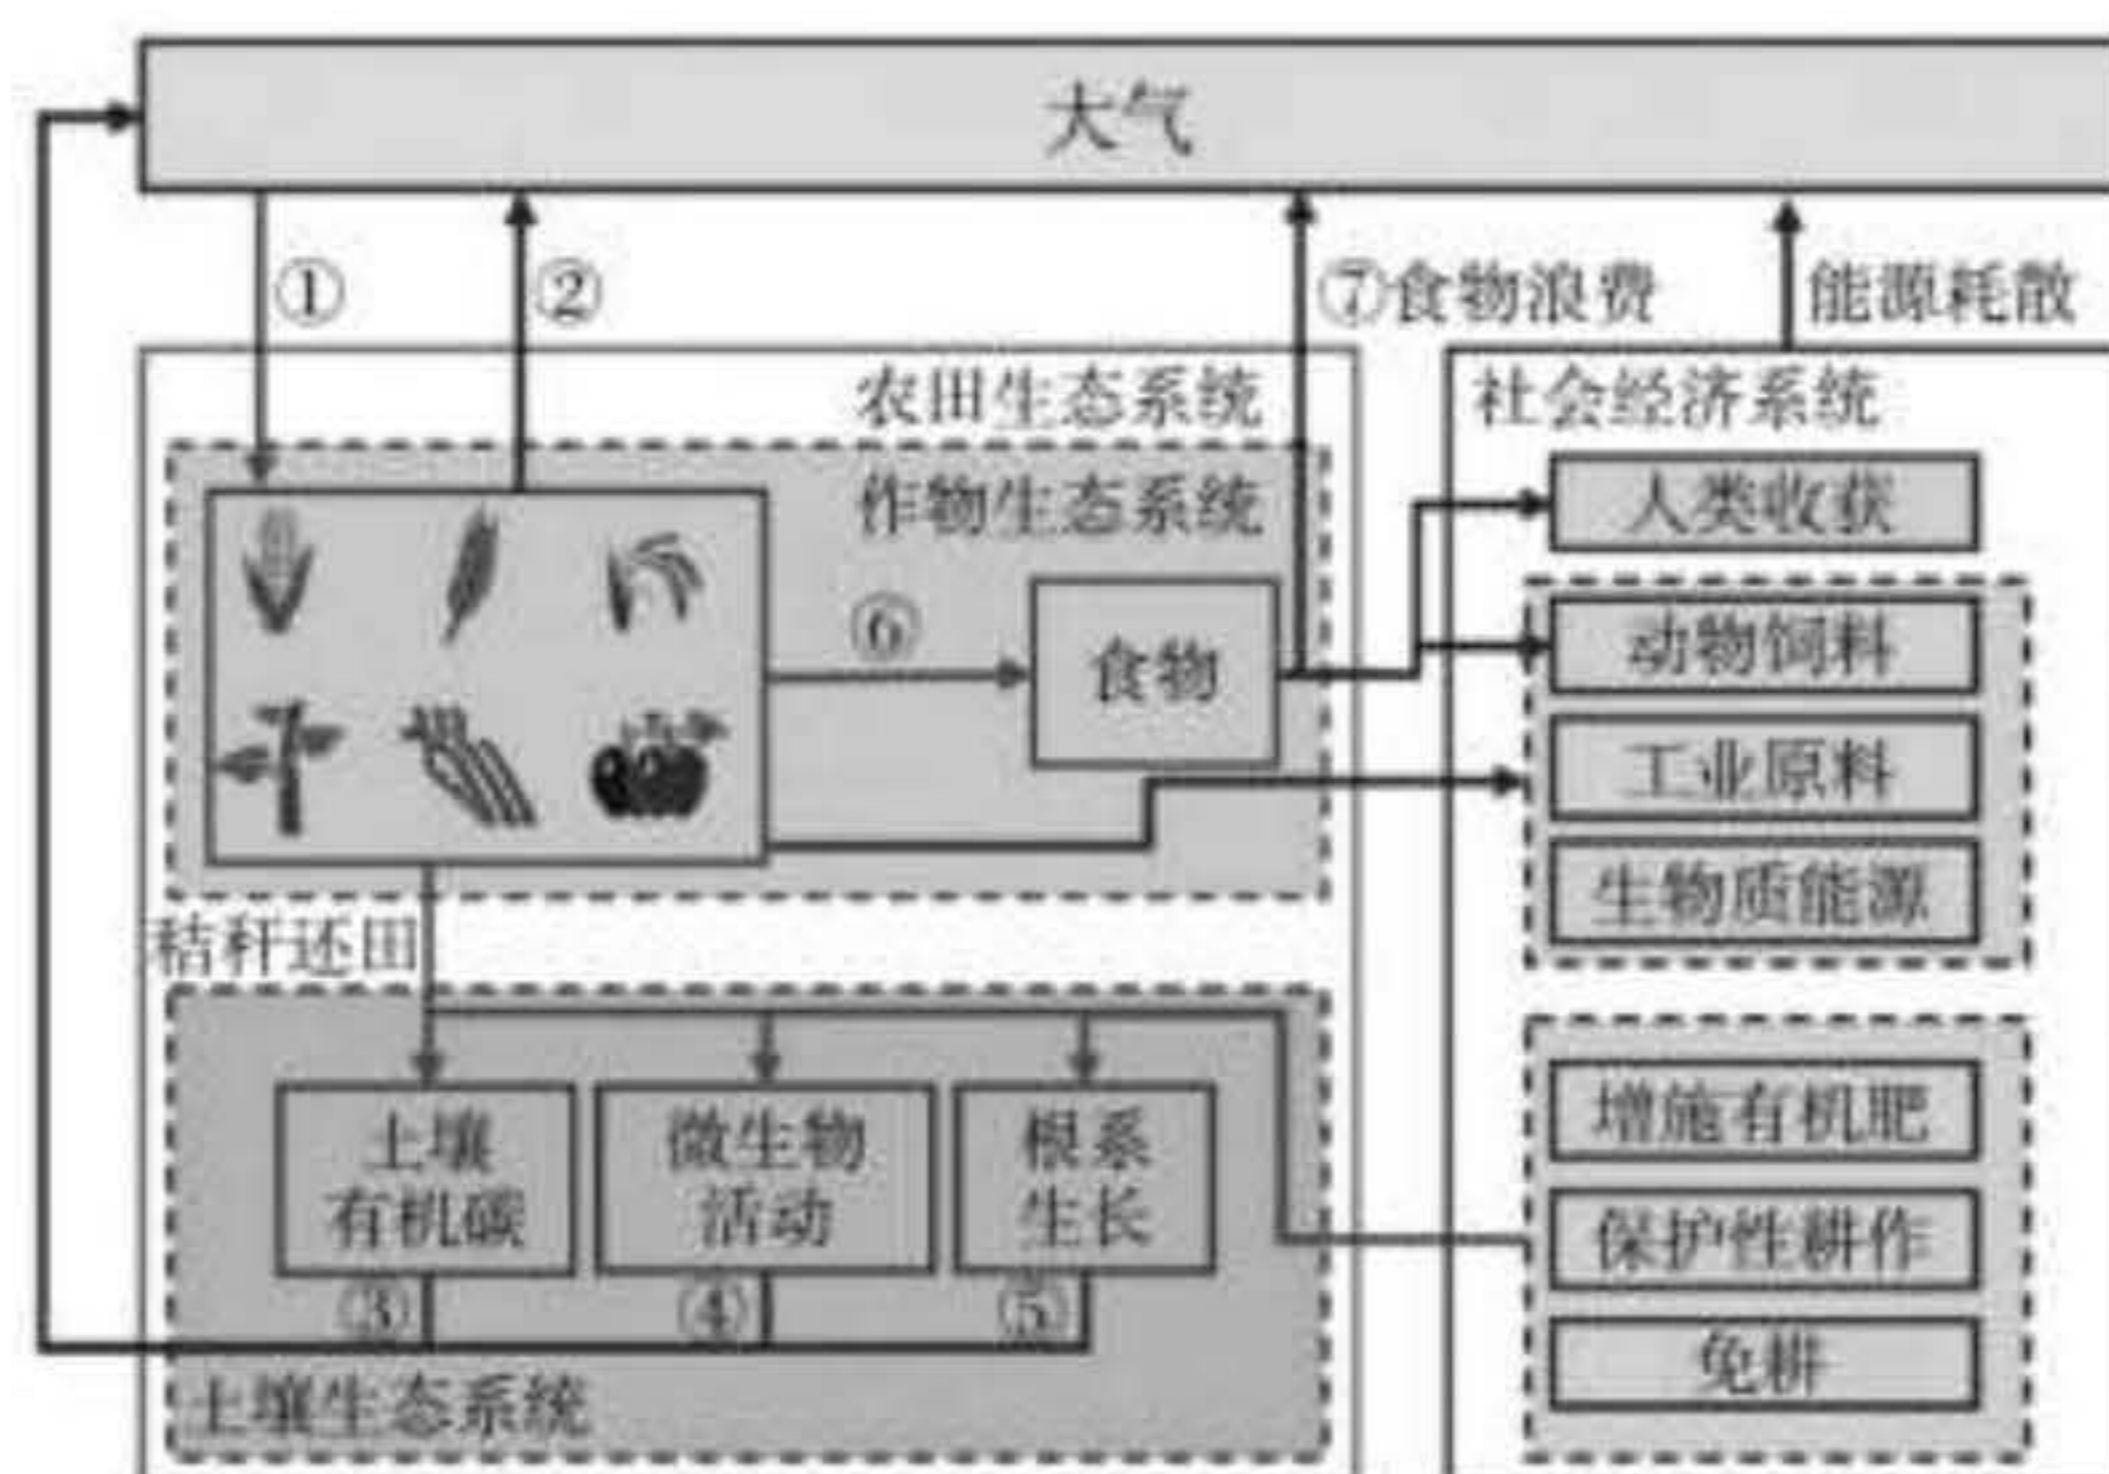 大气
①
②
⑦食物浪费
能源耗散
农田生态系统
社会经济系统
作物生态系统
人类收获
⑥
食物
动物饲料
工业原料
生物质能源
秸秆还田
土壤
有机碳
微生物
活动
根系
生长
增施有机肥
保护性耕作
免耕
③
④
⑤
土壤生态系统